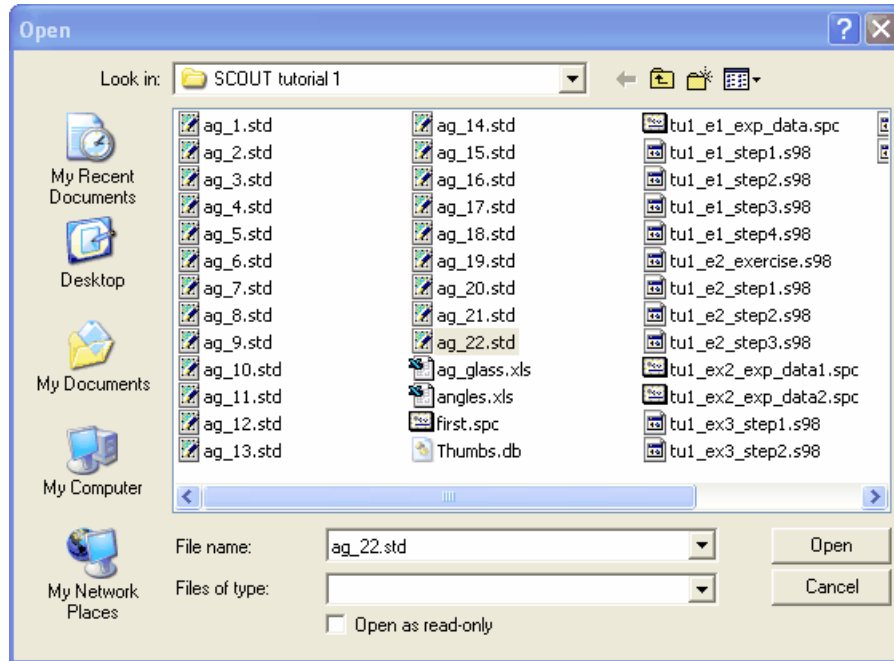 Open
Look in: SCOUT tutorial 1
My Recent Documents
Desktop
My Documents
My Computer
My Network Places
ag_1.std
ag_2.std
ag_3.std
ag_4.std
ag_5.std
ag_6.std
ag_7.std
ag_8.std
ag_9.std
ag_10.std
ag_11.std
ag_12.std
ag_13.std
ag_14.std
ag_15.std
ag_16.std
ag_17.std
ag_18.std
ag_19.std
ag_20.std
ag_21.std
ag_22.std
ag_glass.xls
angles.xls
first.spc
Thumbs.db
tu1_e1_exp_data.spc
tu1_e1_step1.s98
tu1_e1_step2.s98
tu1_e1_step3.s98
tu1_e1_step4.s98
tu1_e2_exercise.s98
tu1_e2_step1.s98
tu1_e2_step2.s98
tu1_e2_step3.s98
tu1_ex2_exp_data1.spc
tu1_ex2_exp_data2.spc
tu1_ex3_step1.s98
tu1_ex3_step2.s98
File name: ag_22.std Open
Files of type: Cancel
Open as read-only